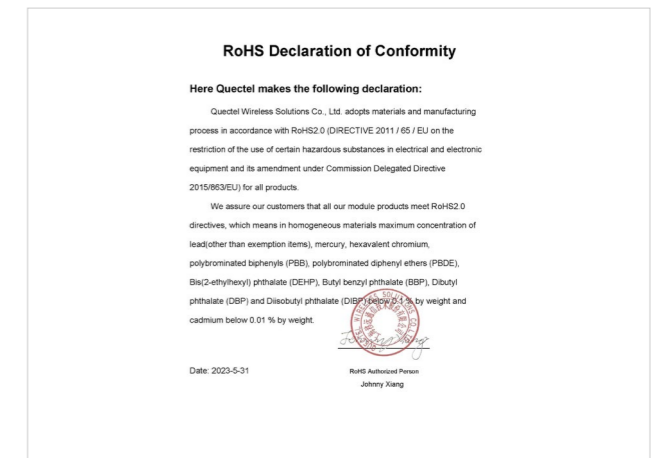 RoHS Declaration of Conformity
Here Quectel makes the following declaration:
Quectel Wireless Solutions Co., Ltd. adopts materials and manufacturing
process in accordance with RoHS2.0 (DIRECTIVE 2011 / 65 / EU on the
restriction of the use of certain hazardous substances in electrical and electronic
equipment and its amendment under Commission Delegated Directive
2015/863/EU) for all products.
We assure our customers that all our module products meet RoHS2.0
directives, which means in homogeneous materials maximum concentration of
lead(other than exemption items), mercury, hexavalent chromium,
polybrominated biphenyls (PBB), polybrominated diphenyl ethers (PBDE),
Bis(2-ethylhexyl) phthalate (DEHP), Butyl benzyl phthalate (BBP), Dibutyl
phthalate (DBP) and Diisobutyl phthalate (DIBP) below 0.1 % by weight and
cadmium below 0.01 % by weight.
QUECTEL WIRELESS SOLUTIONS CO.,LTD
Date: 2023-5-31
RoHS Authorized Person
Johnny Xiang